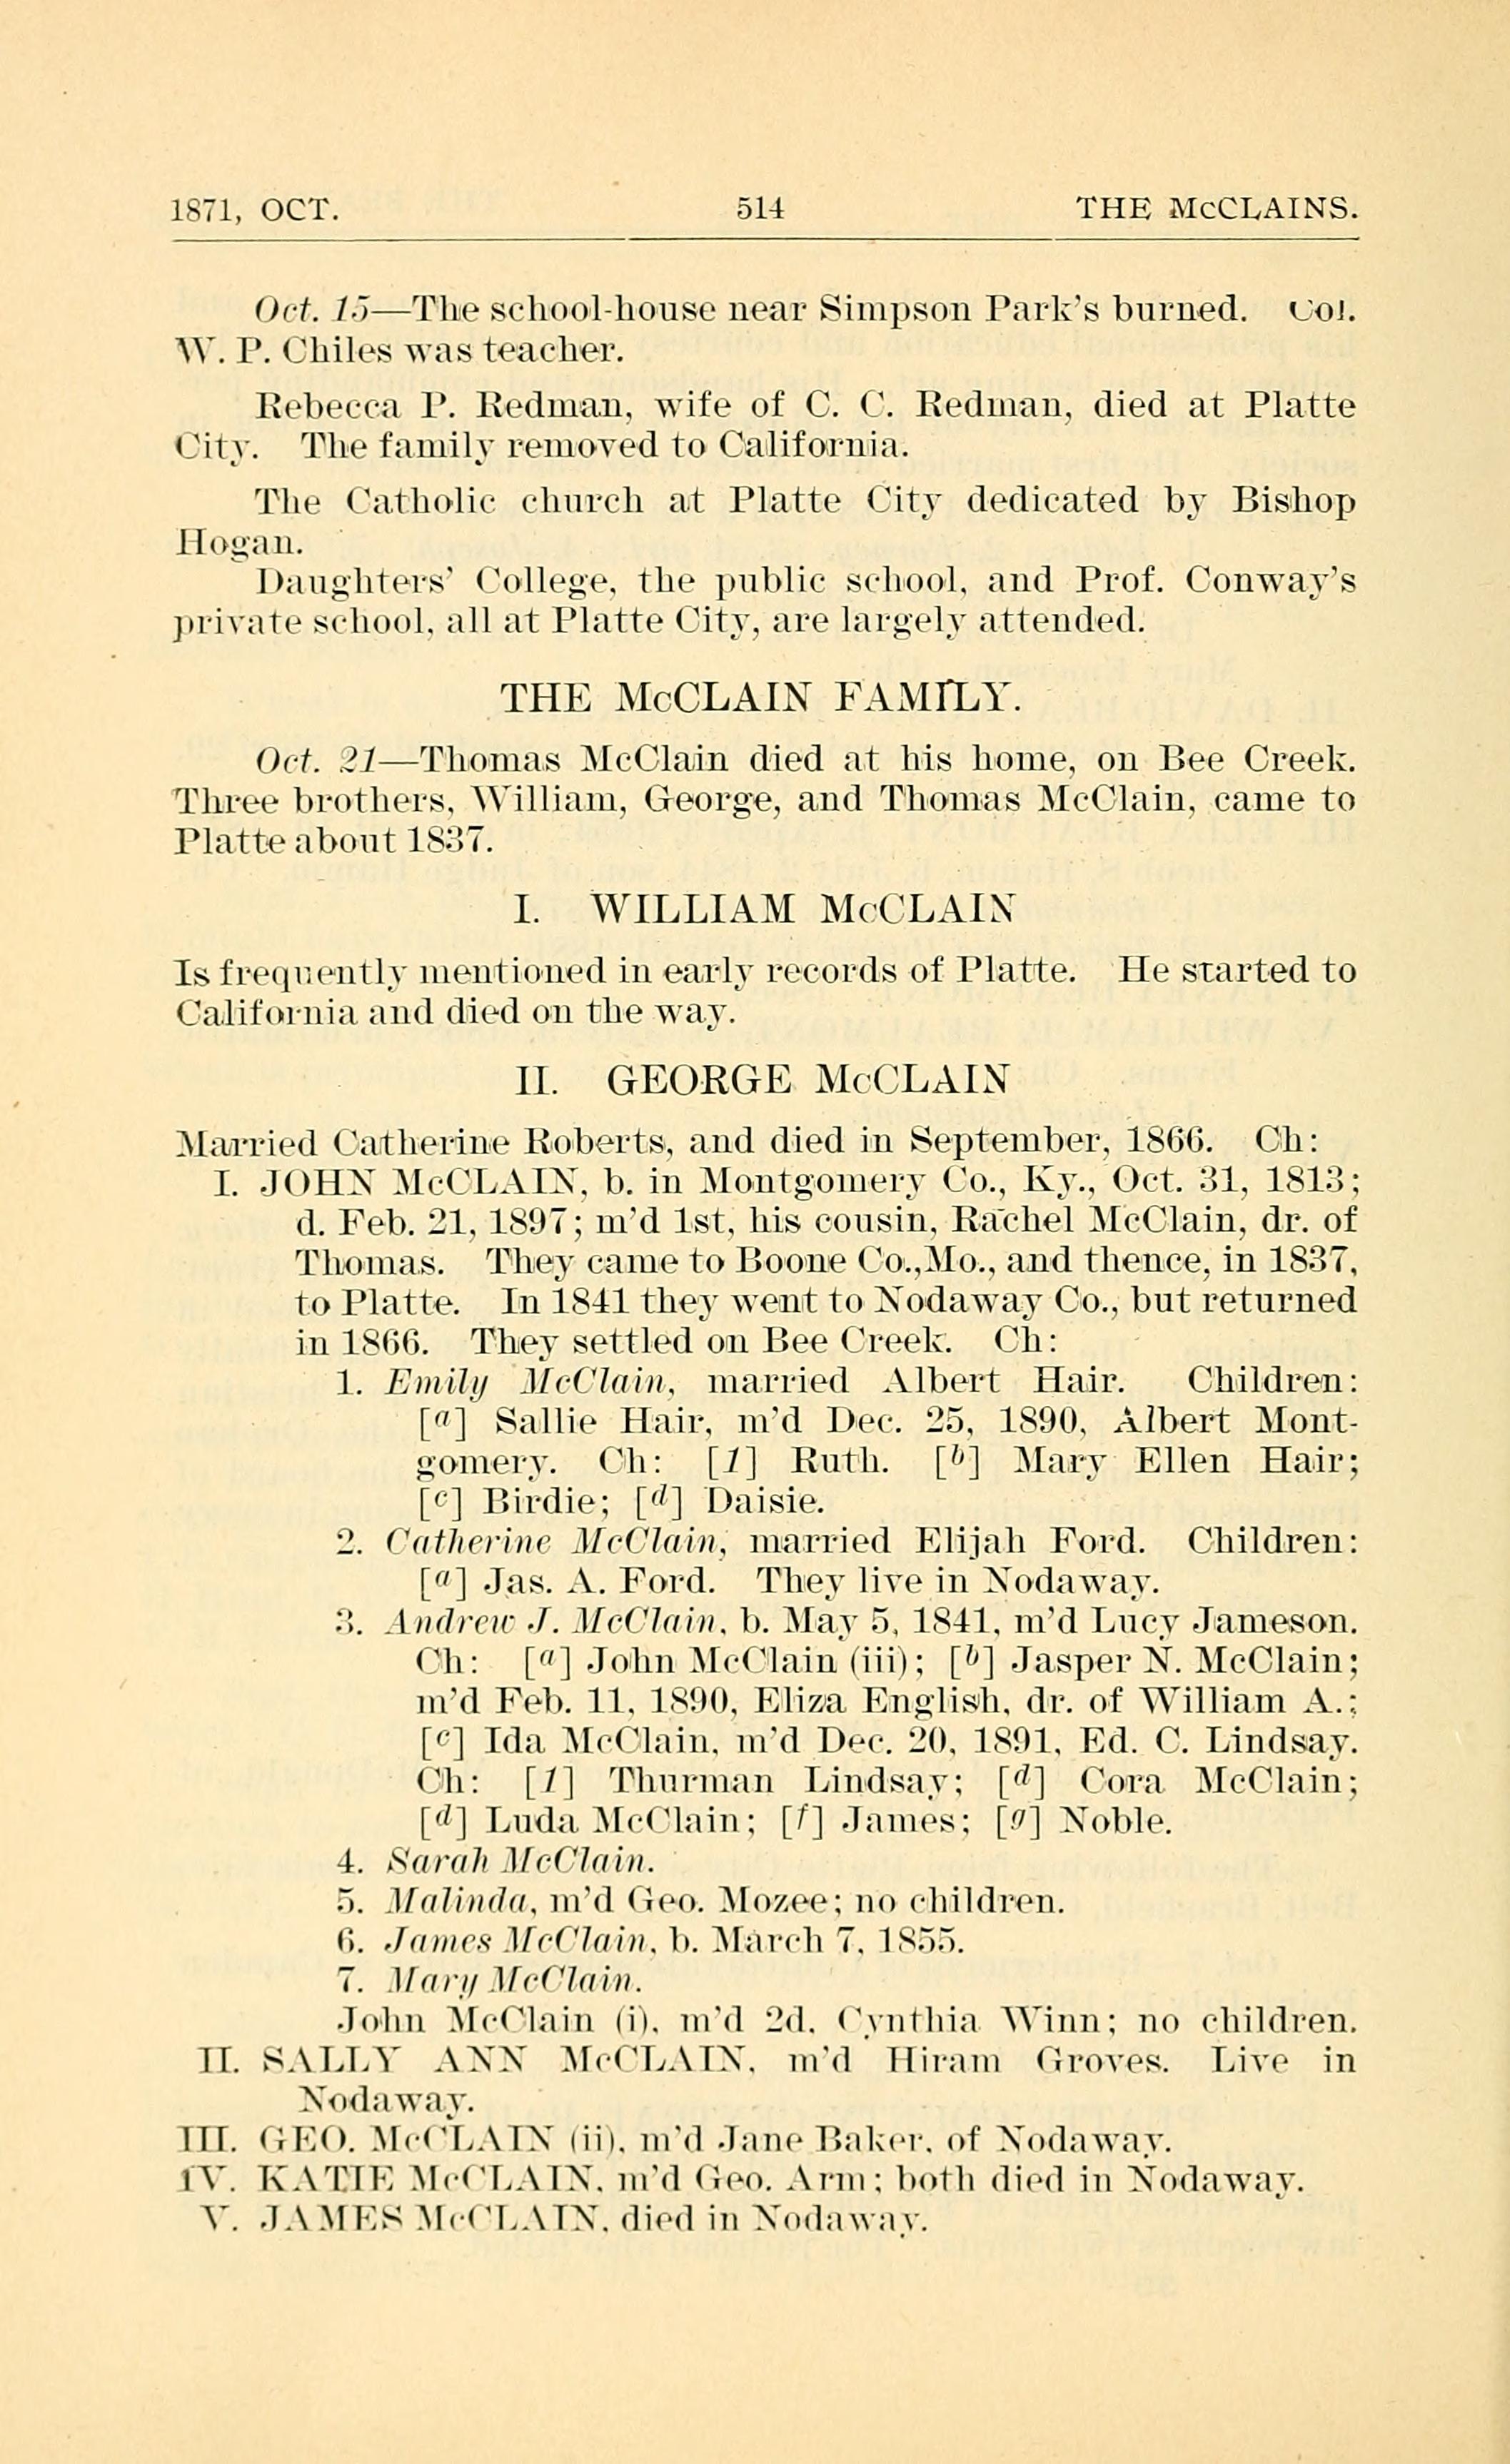 1871, OCT. 514 THE McCLAINS.
Oct. 15—The school-house near Simpson Park's burned. Col.
W. P. Chiles was teacher.
Rebecca P. Redman, wife of C. C. Redman, died at Platte
City. The family removed to California.
The Catholic church at Platte City dedicated by Bishop
Hogan.
Daughters' College, the public school, and Prof. Conway's
private school, all at Platte City, are largely attended.
THE McCLAIN FAMILY.
Oct. 21—Thomas McClain died at his home, on Bee Creek.
Three brothers, William, George, and Thomas McClain, came to
Platte about 1837.
I. WILLIAM McCLAIN
Is frequently mentioned in early records of Platte. He started to
California and died on the way.
II. GEORGE McCLAIN
Married Catherine Roberts, and died in September, 1866. Ch:
I. JOHN McCLAIN, b. in Montgomery Co., Ky., Oct. 31, 1813;
d. Feb. 21, 1897; m'd 1st, his cousin, Rachel McClain, dr. of
Thomas. They came to Boone Co., Mo., and thence, in 1837,
to Platte. In 1841 they went to Nodaway Co., but returned
in 1866. They settled on Bee Creek. Ch:
1. Emily McClain, married Albert Hair. Children:
[a] Sallie Hair, m'd Dec. 25, 1890, Albert Mont-
gomery. Ch: [1] Ruth. [b] Mary Ellen Hair;
[c] Birdie; [d] Daisie.
2. Catherine McClain, married Elijah Ford. Children:
[a] Jas. A. Ford. They live in Nodaway.
3. Andrew J. McClain, b. May 5, 1841, m'd Lucy Jameson.
Ch: [a] John McClain (iii); [b] Jasper N. McClain;
m'd Feb. 11, 1890, Eliza English, dr. of William A.;
[c] Ida McClain, m'd Dec. 20, 1891, Ed. C. Lindsay.
Ch: [1] Thurman Lindsay; [d] Cora McClain;
[d] Luda McClain; [f] James; [g] Noble.
4. Sarah McClain.
5. Malinda, m'd Geo. Mozee; no children.
6. James McClain, b. March 7, 1855.
7. Mary McClain.
John McClain (i), m'd 2d, Cynthia Winn; no children.
II. SALLY ANN McCLAIN, m'd Hiram Groves. Live in
Nodaway.
III. GEO. McCLAIN (ii), m'd Jane Baker, of Nodaway.
IV. KATIE McCLAIN, m'd Geo. Arm; both died in Nodaway.
V. JAMES McCLAIN, died in Nodaway.